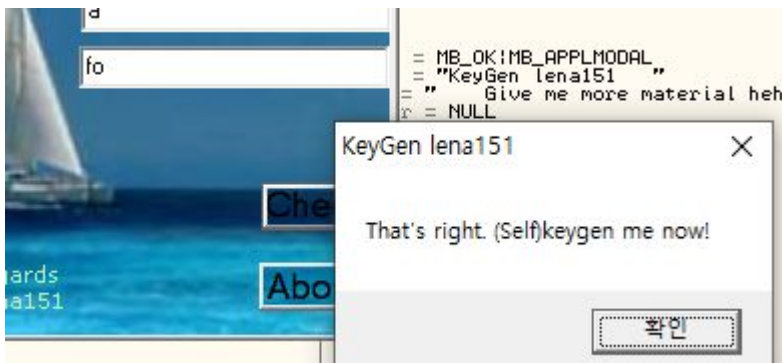 a
fo
= MB_OK|MB_APPLMODAL
= "KeyGen lena151    "
= "    Give me more material heh
r = NULL
KeyGen lena151
That's right. (Self)keygen me now!
Che
Abo
확인
ards
a151